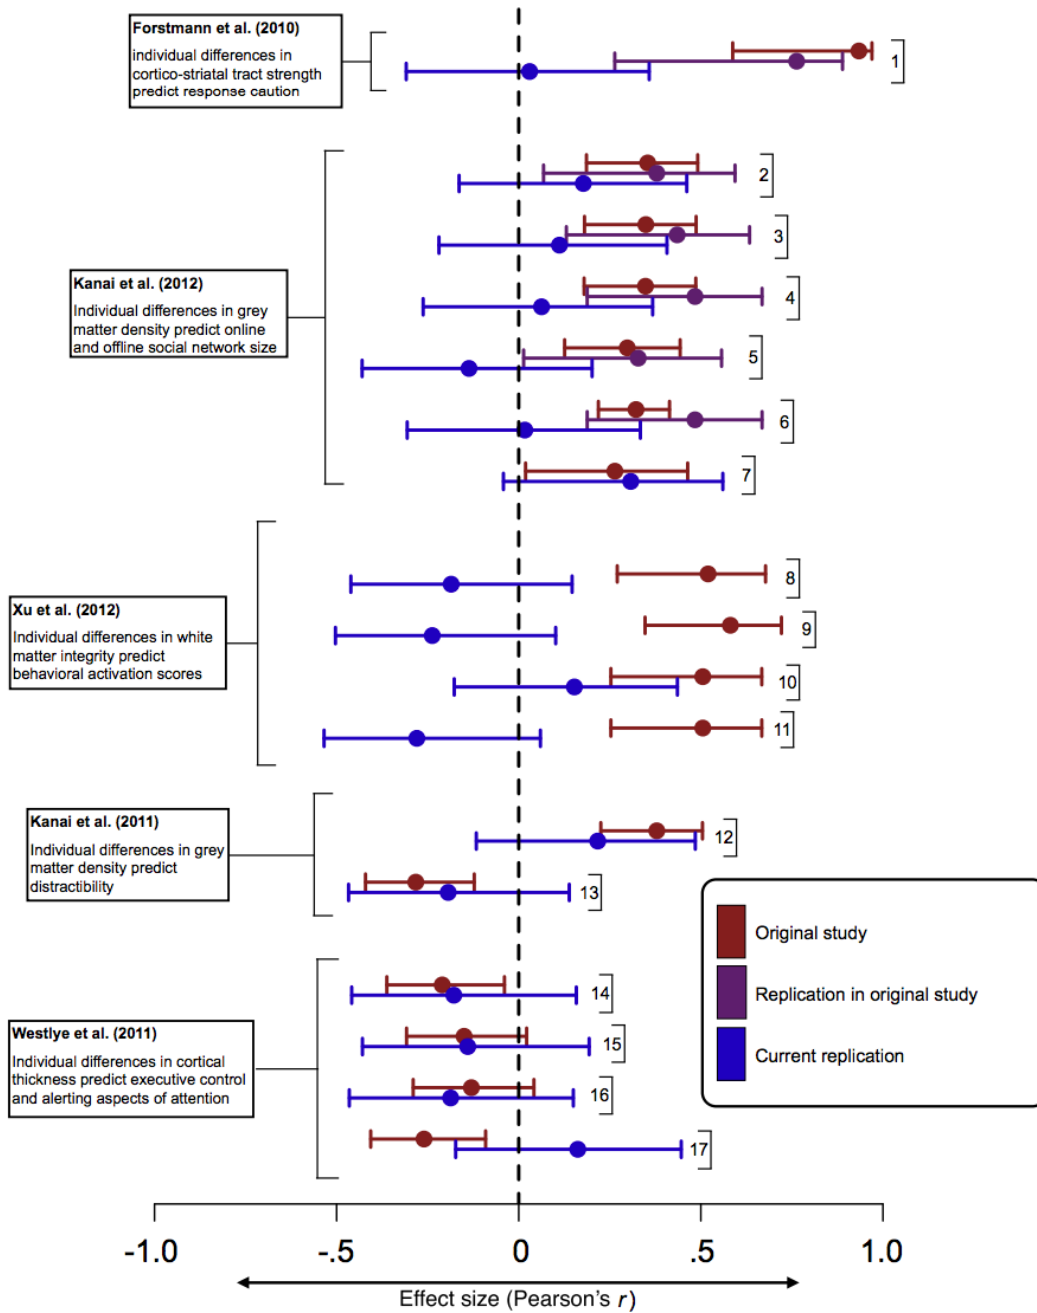 Forstmann et al. (2010)
individual differences in
cortico-striatal tract strength
predict response caution
1
2
3
Kanai et al. (2012)
Individual differences in grey
matter density predict online
and offline social network size
4
5
6
7
8
Xu et al. (2012)
Individual differences in white
matter integrity predict
behavioral activation scores
9
10
11
Kanai et al. (2011)
Individual differences in grey
matter density predict
distractibility
12
13
Original study
Replication in original study
Current replication
14
Westlye et al. (2011)
Individual differences in cortical
thickness predict executive control
and alerting aspects of attention
15
16
17
-1.0 -.5 0 .5 1.0
Effect size (Pearson's r)